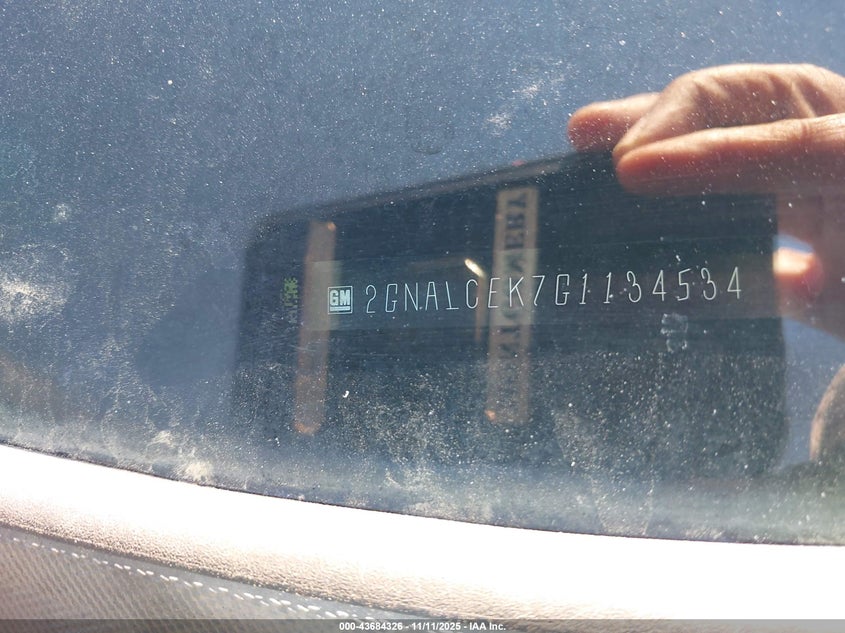 GM 2GNALCEK7G1134534
000-43684326 - 11/11/2025 - IAA Inc.